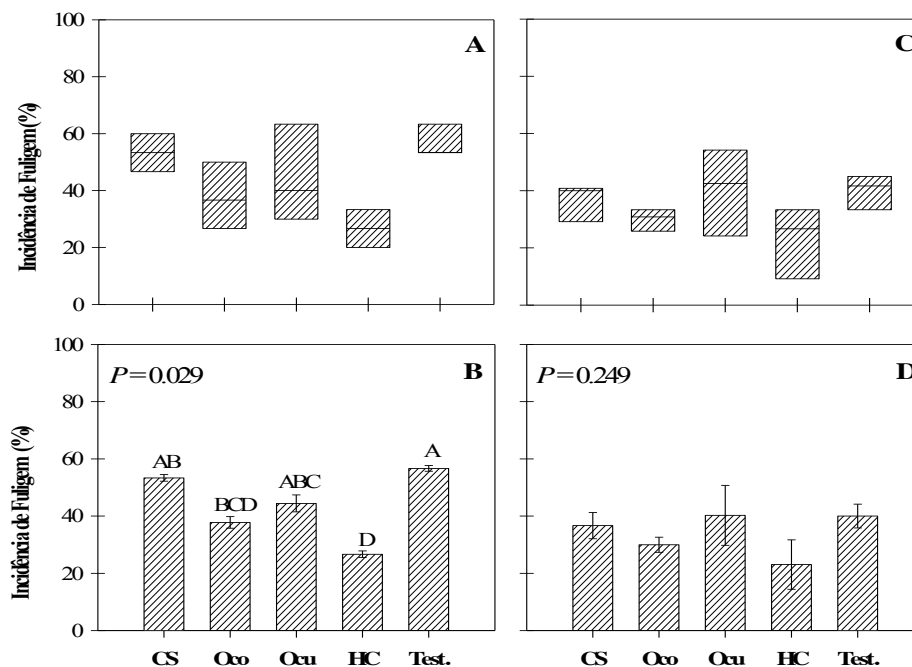 Incidência de Fuligem (%)
100
80
60
40
20
0
A
C
Incidência de Fuligem (%)
100
80
60
40
20
0
P=0.029
B
AB
BCD
ABC
D
A
P=0.249
D
CS Oco Ocu HC Test.
CS Oco Ocu HC Test.